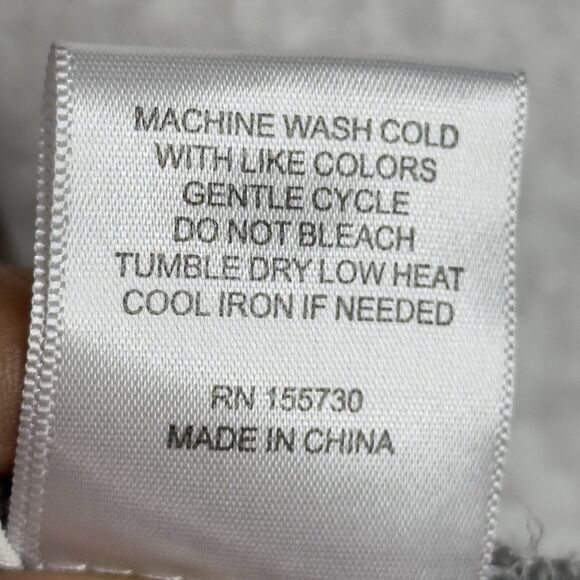 MACHINE WASH COLD
WITH LIKE COLORS
GENTLE CYCLE
DO NOT BLEACH
TUMBLE DRY LOW HEAT
COOL IRON IF NEEDED
RN 155730
MADE IN CHINA